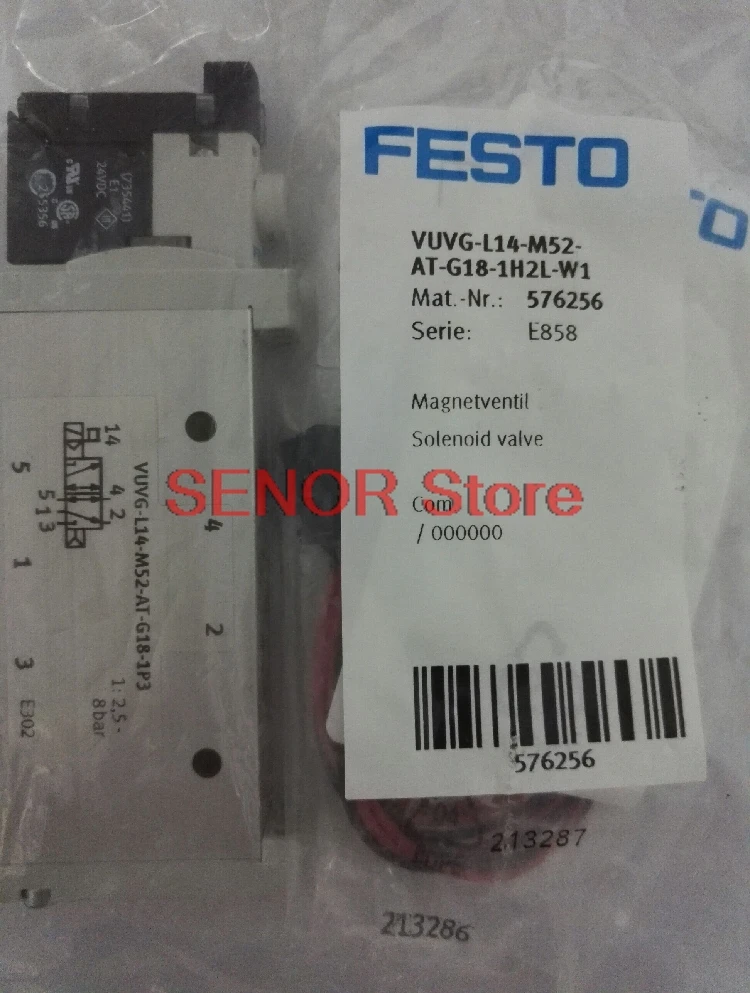 FESTO
VUVG-L14-M52-
AT-G18-1H2L-W1
Mat.-Nr.: 576256
Serie: E858
Magnetventil
Solenoid valve
SENOR Store
Com
/ 000000
576256
213287
213286
O
E1
24VDC
14
5 4 2
5 1 3
VUVG-L14-M52-AT-G18-1P3
1: 2,5-
8bar
4
2
1
3
E302